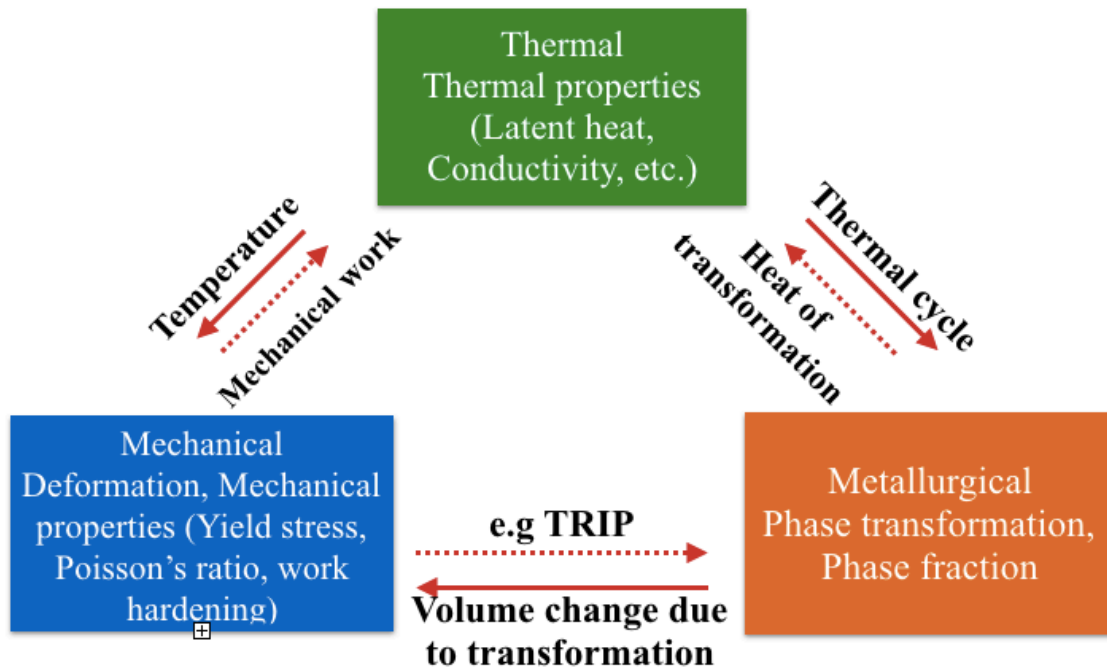 Thermal
Thermal properties
(Latent heat,
Conductivity, etc.)
Temperature
Mechanical work
Thermal cycle
Heat of
transformation
Mechanical
Deformation, Mechanical
properties (Yield stress,
Poisson’s ratio, work
hardening)
e.g TRIP
Volume change due
to transformation
Metallurgical
Phase transformation,
Phase fraction